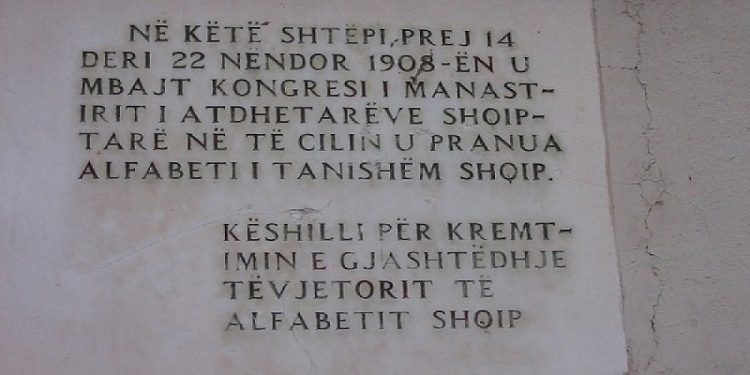 NË KËTË SHTËPI, PREJ 14
DERI 22 NËNDOR 1908-ËN U
MBAJT KONGRESI I MANAST-
IRIT I ATDHETARËVE SHQIP-
TARË NË TË CILIN U PRANUA
ALFABETI I TANISHËM SHQIP.
KËSHILLI PËR KREMT-
IMIN E GJASHTËDHJE
TËVJETORIT TË
ALFABETIT SHQIP